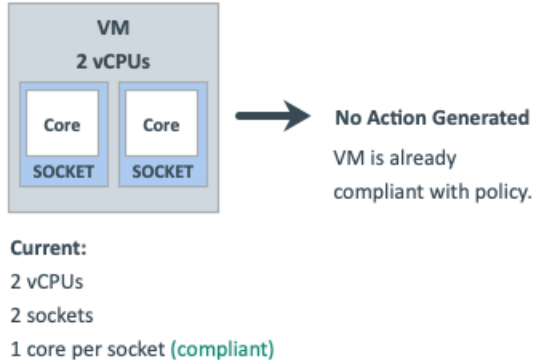 VM
2 vCPUs
Core
Core
SOCKET
SOCKET
No Action Generated
VM is already
compliant with policy.
Current:
2 vCPUs
2 sockets
1 core per socket (compliant)